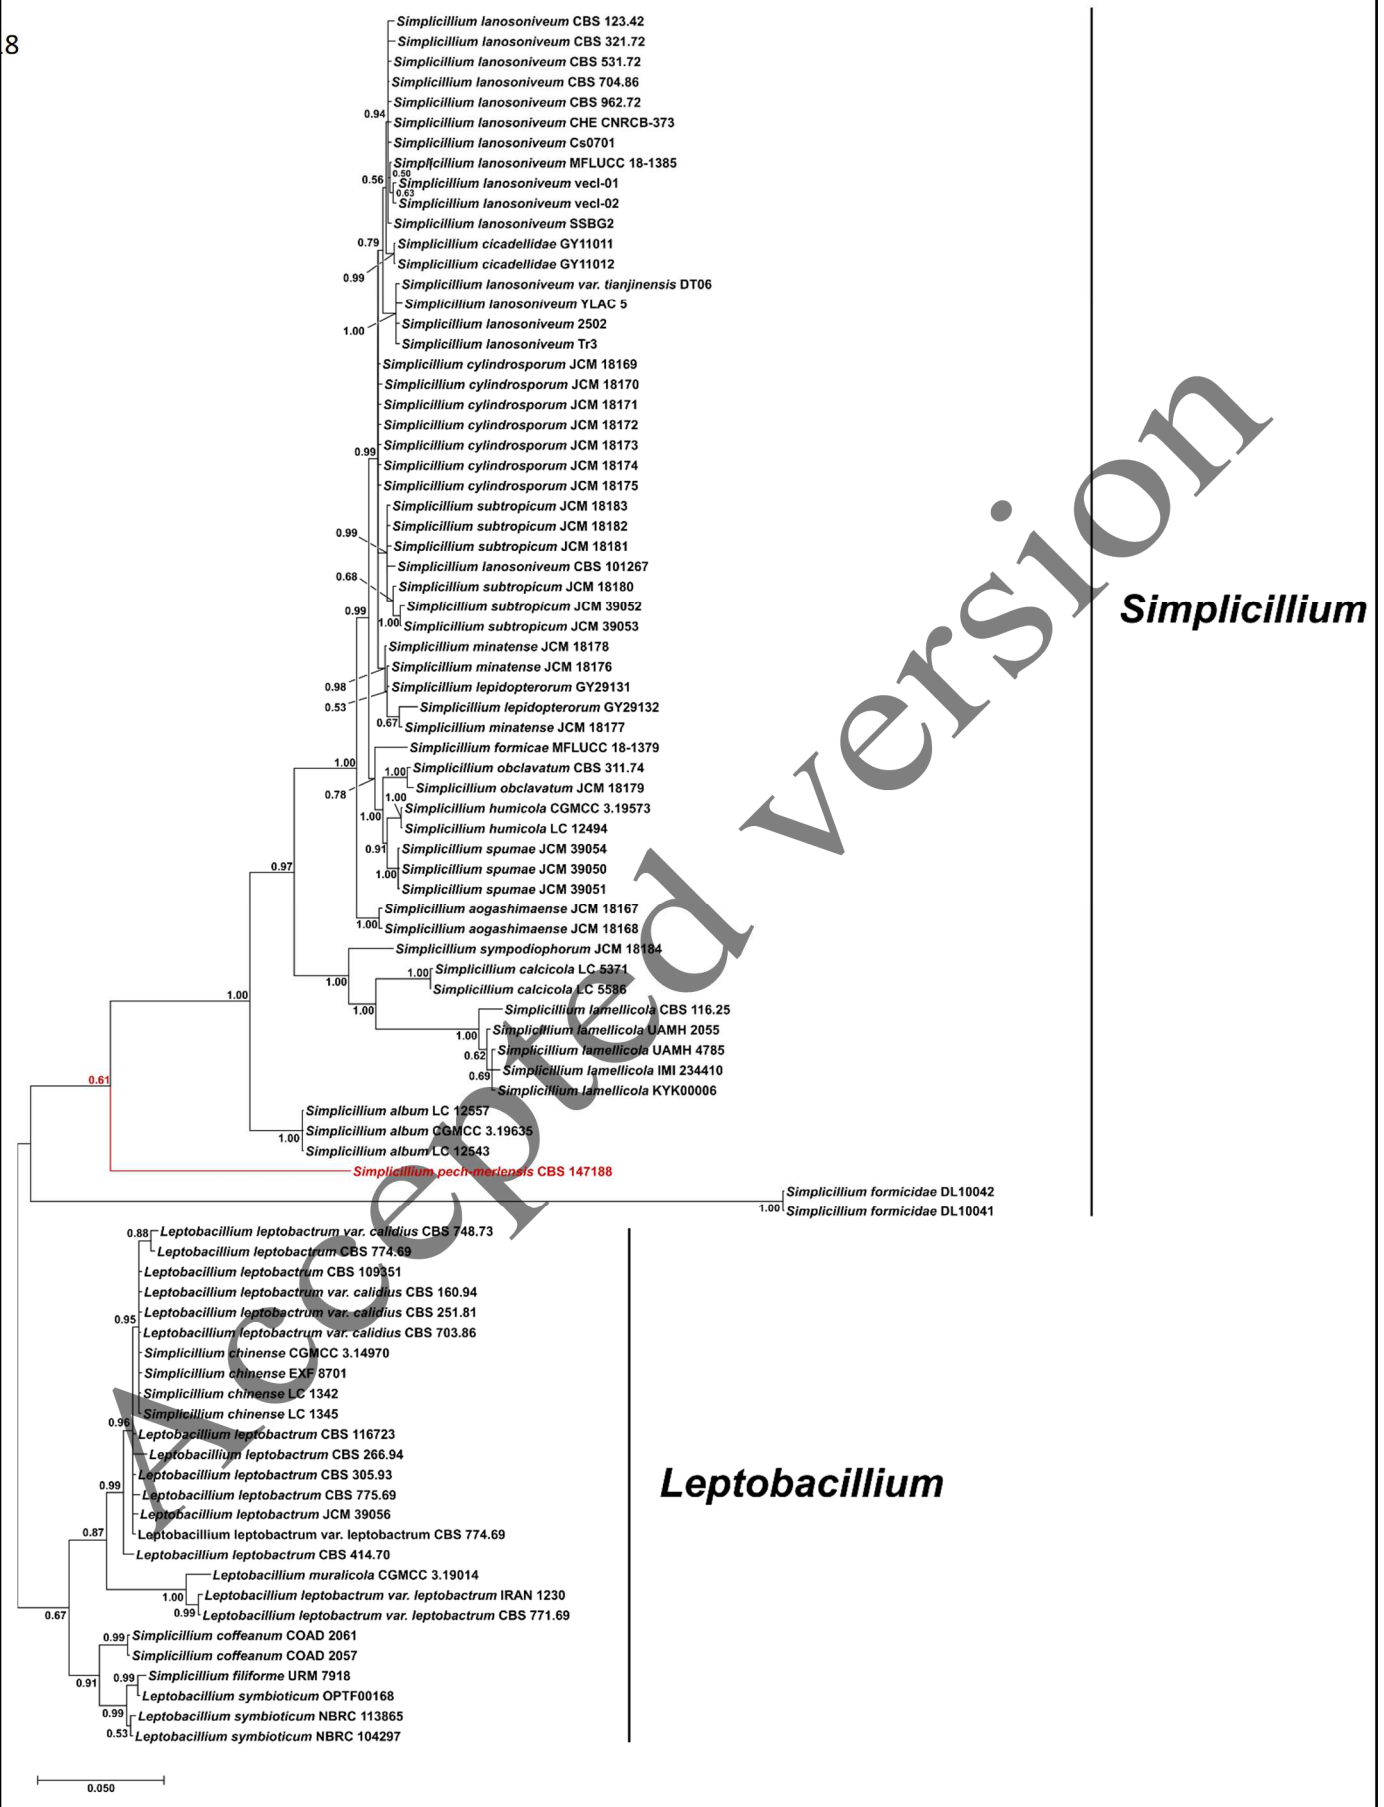 .8
Simplicillium lanosoniveum CBS 123.42
Simplicillium lanosoniveum CBS 321.72
Simplicillium lanosoniveum CBS 531.72
Simplicillium lanosoniveum CBS 704.86
Simplicillium lanosoniveum CBS 962.72
0.94
Simplicillium lanosoniveum CHE CNRCB-373
Simplicillium lanosoniveum Cs0701
Simplicillium lanosoniveum MFLUCC 18-1385
0.50
0.56
Simplicillium lanosoniveum vecl-01
0.63
Simplicillium lanosoniveum vecl-02
Simplicillium lanosoniveum SSBG2
0.79
Simplicillium cicadellidae GY11011
Simplicillium cicadellidae GY11012
0.99
Simplicillium lanosoniveum var. tianjinensis DT06
Simplicillium lanosoniveum YLAC 5
Simplicillium lanosoniveum 2502
1.00
Simplicillium lanosoniveum Tr3
Simplicillium cylindrosporum JCM 18169
Simplicillium cylindrosporum JCM 18170
Simplicillium cylindrosporum JCM 18171
Simplicillium cylindrosporum JCM 18172
Simplicillium cylindrosporum JCM 18173
0.99
Simplicillium cylindrosporum JCM 18174
Simplicillium cylindrosporum JCM 18175
Simplicillium subtropicum JCM 18183
Simplicillium subtropicum JCM 18182
0.99
Simplicillium subtropicum JCM 18181
Simplicillium lanosoniveum CBS 101267
0.68
Simplicillium subtropicum JCM 18180
Simplicillium subtropicum JCM 39052
0.99
1.00
Simplicillium subtropicum JCM 39053
Simplicillium minatense JCM 18178
Simplicillium minatense JCM 18176
0.98
Simplicillium lepidopterorum GY29131
0.53
Simplicillium lepidopterorum GY29132
0.67
Simplicillium minatense JCM 18177
Simplicillium formicae MFLUCC 18-1379
1.00
1.00
Simplicillium obclavatum CBS 311.74
Simplicillium obclavatum JCM 18179
0.78
1.00
Simplicillium humicola CGMCC 3.19573
1.00
Simplicillium humicola LC 12494
0.91
Simplicillium spumae JCM 39054
Simplicillium spumae JCM 39050
1.00
Simplicillium spumae JCM 39051
0.97
Simplicillium aogashimaense JCM 18167
1.00
Simplicillium aogashimaense JCM 18168
Simplicillium sympodiophorum JCM 18184
1.00
1.00
Simplicillium calcicola LC 5371
Simplicillium calcicola LC 5586
1.00
1.00
Simplicillium lamellicola CBS 116.25
1.00
Simplicillium lamellicola UAMH 2055
0.62
Simplicillium lamellicola UAMH 4785
0.69
Simplicillium lamellicola IMI 234410
Simplicillium lamellicola KYK00006
0.61
Simplicillium album LC 12557
Simplicillium album CGMCC 3.19635
1.00
Simplicillium album LC 12543
Simplicillium pech-merlensis CBS 147188
Simplicillium formicidae DL10042
1.00
Simplicillium formicidae DL10041
Simplicillium
0.88
Leptobacillium leptobactrum var. calidius CBS 748.73
Leptobacillium leptobactrum CBS 774.69
Leptobacillium leptobactrum CBS 109351
Leptobacillium leptobactrum var. calidius CBS 160.94
Leptobacillium leptobactrum var. calidius CBS 251.81
0.95
Leptobacillium leptobactrum var. calidius CBS 703.86
Simplicillium chinense CGMCC 3.14970
Simplicillium chinense EXF 8701
Simplicillium chinense LC 1342
Simplicillium chinense LC 1345
0.96
Leptobacillium leptobactrum CBS 116723
Leptobacillium leptobactrum CBS 266.94
Leptobacillium leptobactrum CBS 305.93
0.99
Leptobacillium leptobactrum CBS 775.69
Leptobacillium leptobactrum JCM 39056
0.87
Leptobacillium leptobactrum var. leptobactrum CBS 774.69
Leptobacillium leptobactrum CBS 414.70
Leptobacillium muralicola CGMCC 3.19014
1.00
Leptobacillium leptobactrum var. leptobactrum IRAN 1230
0.99
Leptobacillium leptobactrum var. leptobactrum CBS 771.69
0.67
0.99
Simplicillium coffeanum COAD 2061
Simplicillium coffeanum COAD 2057
0.91
0.99
Simplicillium filiforme URM 7918
Leptobacillium symbioticum OPTF00168
0.99
Leptobacillium symbioticum NBRC 113865
0.53
Leptobacillium symbioticum NBRC 104297
Leptobacillium
0.050
Accepted version